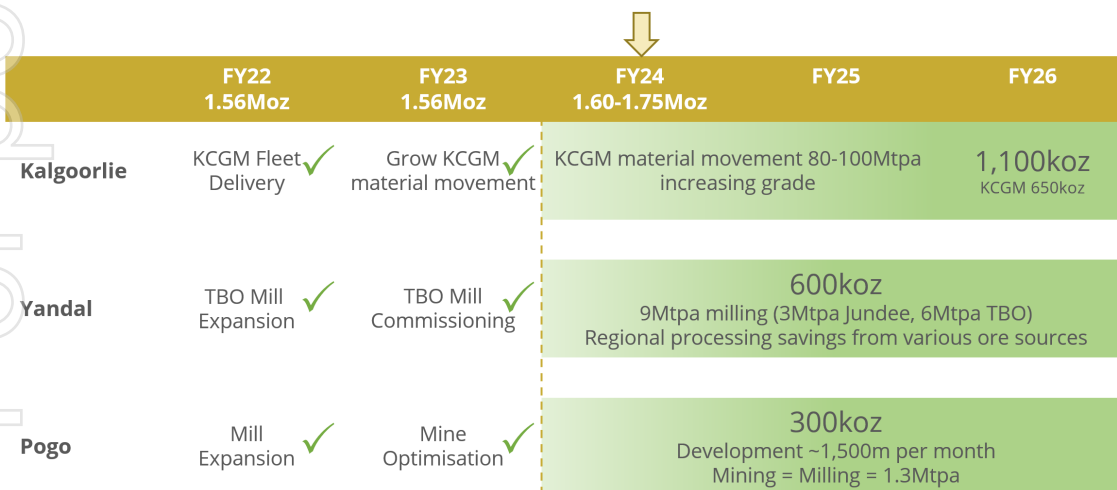 FY22 FY23 FY24 FY25 FY26
1.56Moz 1.56Moz 1.60-1.75Moz
Kalgoorlie
KCGM Fleet
Delivery
Grow KCGM
material movement
KCGM material movement 80-100Mtpa
increasing grade
1,100koz
KCGM 650koz
Yandal
TBO Mill
Expansion
TBO Mill
Commissioning
600koz
9Mtpa milling (3Mtpa Jundee, 6Mtpa TBO)
Regional processing savings from various ore sources
Pogo
Mill
Expansion
Mine
Optimisation
300koz
Development ~1,500m per month
Mining = Milling = 1.3Mtpa